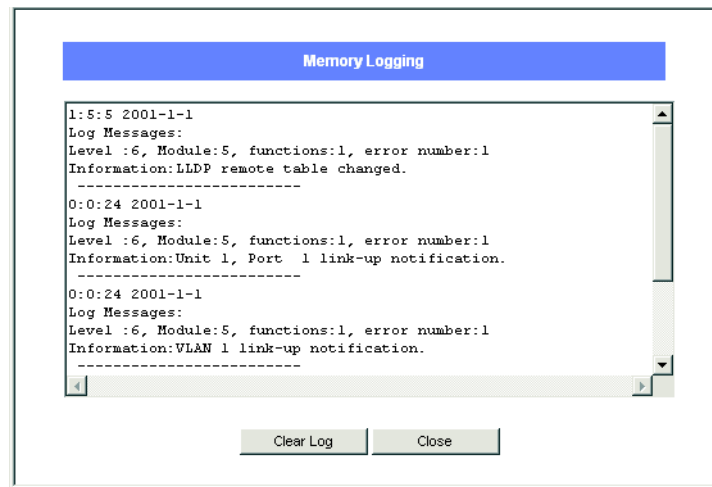 Memory Logging
1:5:5 2001-1-1
Log Messages:
Level :6, Module:5, functions:1, error number:1
Information:LLDP remote table changed.
-------------------------
0:0:24 2001-1-1
Log Messages:
Level :6, Module:5, functions:1, error number:1
Information:Unit 1, Port  1 link-up notification.
-------------------------
0:0:24 2001-1-1
Log Messages:
Level :6, Module:5, functions:1, error number:1
Information:VLAN 1 link-up notification.
-------------------------
Clear Log Close